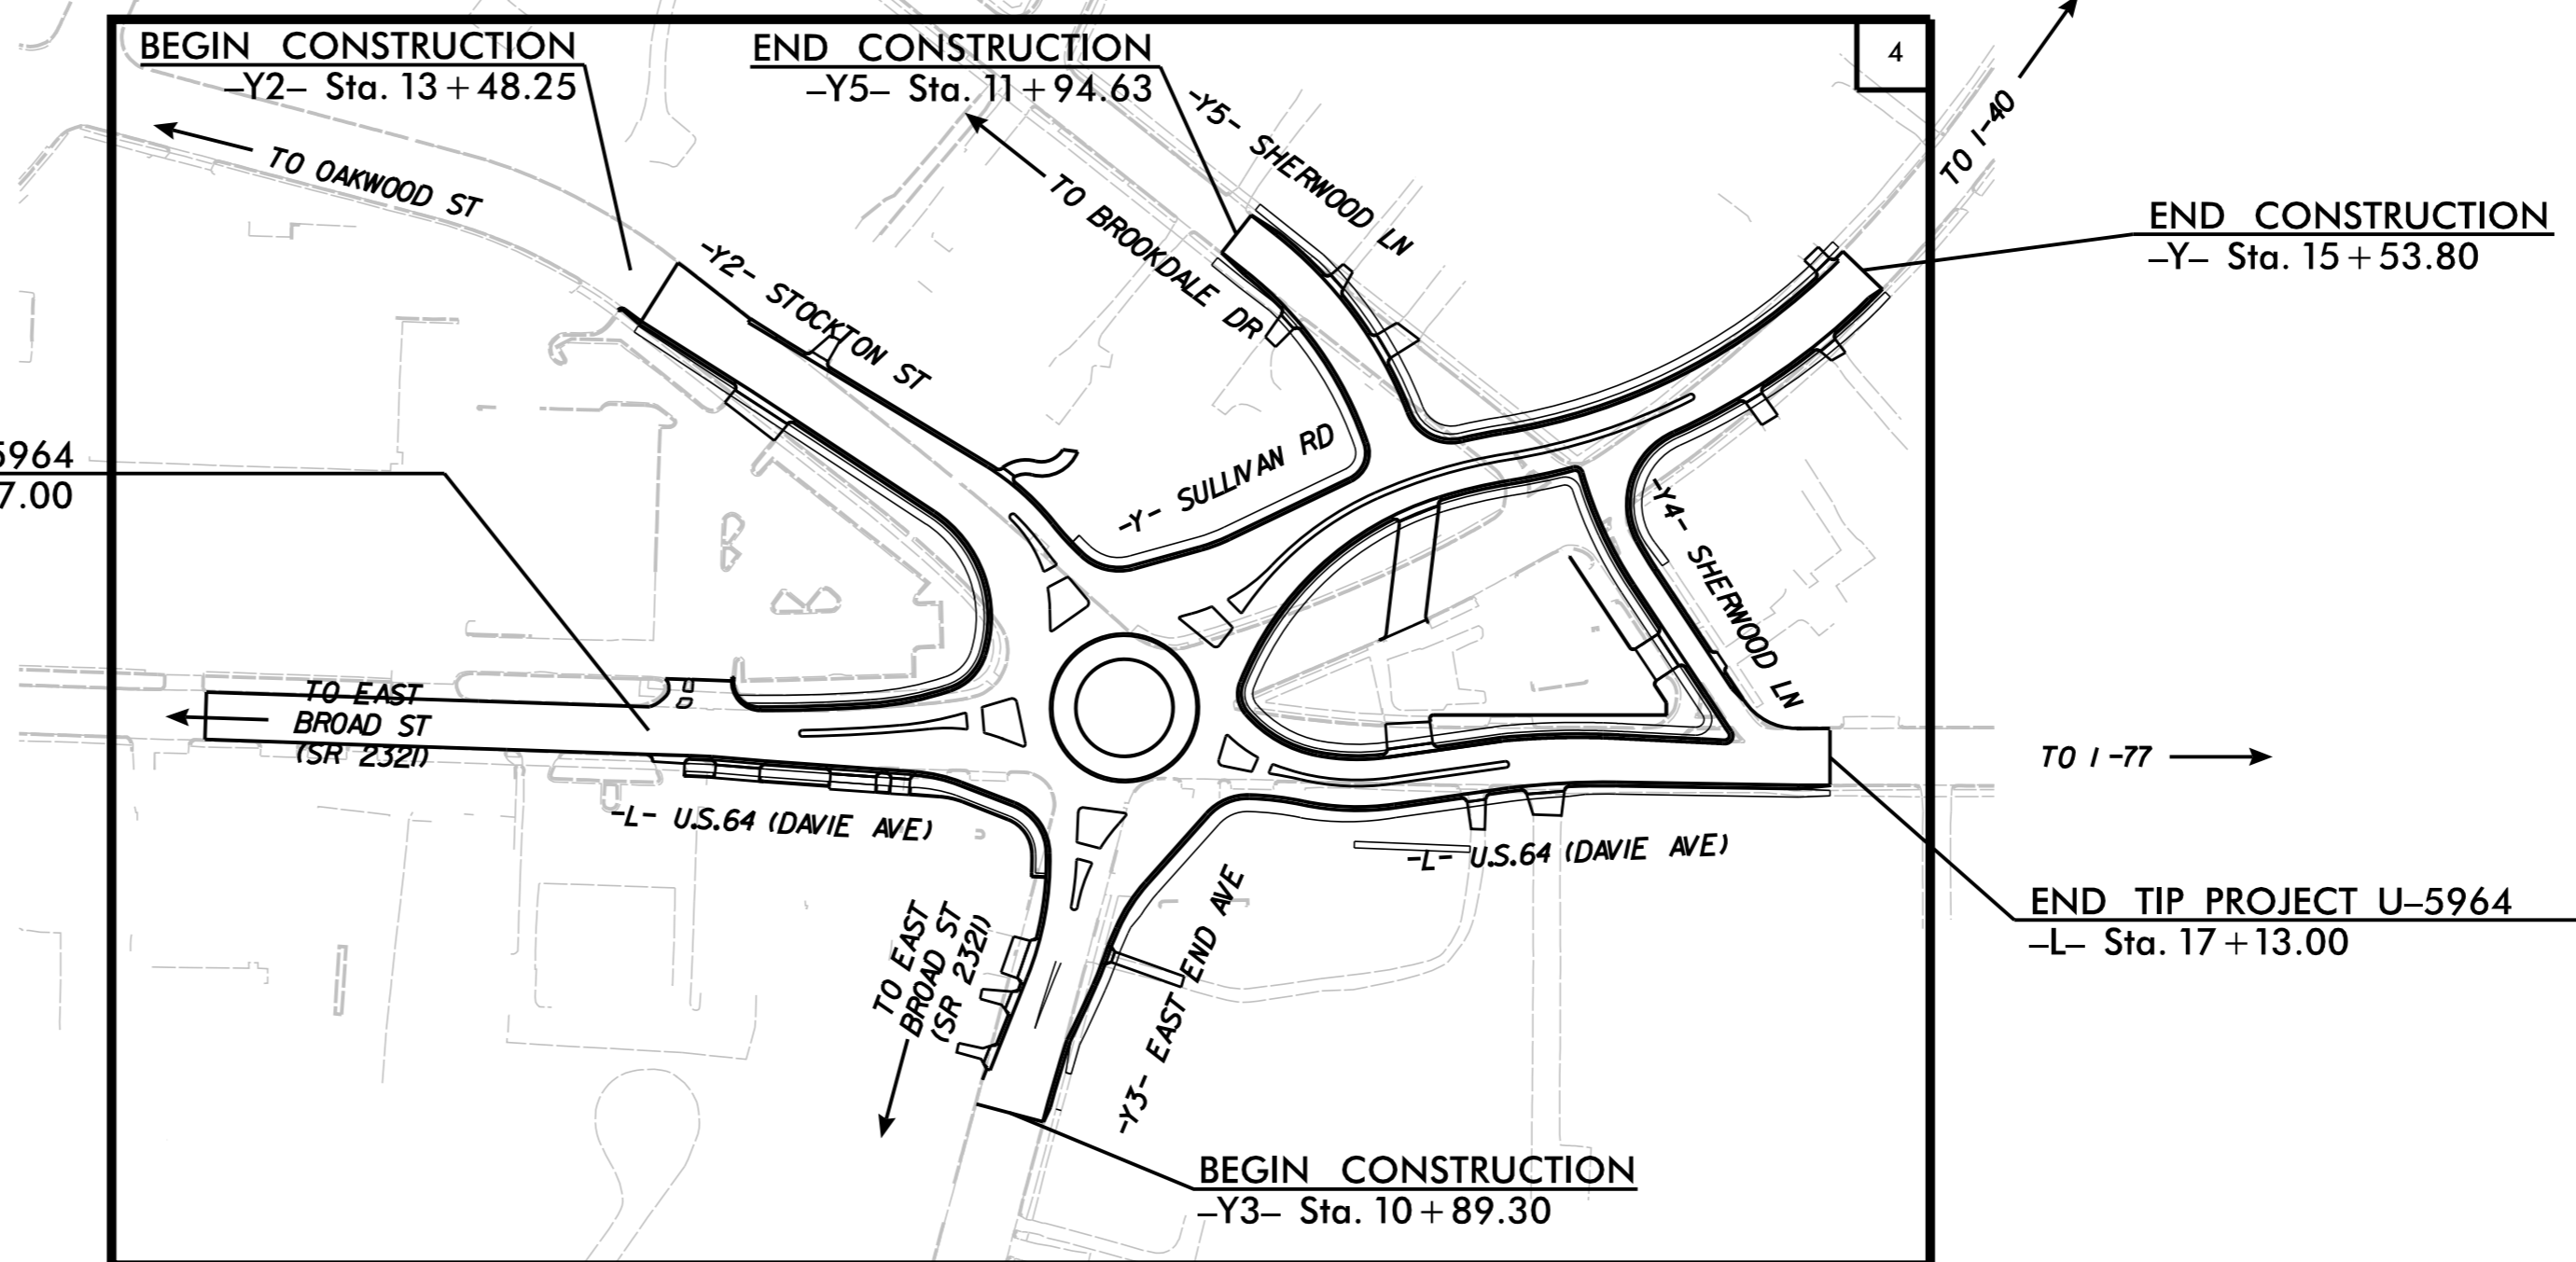 BEGIN CONSTRUCTION
-Y2- Sta. 13+48.25
END CONSTRUCTION
-Y5- Sta. 11+94.63
4
TO OAKWOOD ST
TO BROOKDALE DR
-Y5- SHERWOOD LN
TO I-40
END CONSTRUCTION
-Y- Sta. 15+53.80
-Y2- STOCKTON ST
5964
7.00
-Y- SULLIVAN RD
-Y4- SHERWOOD LN
TO EAST
BROAD ST
(SR 2321)
TO I-77
-L- U.S.64 (DAVIE AVE)
-L- U.S.64 (DAVIE AVE)
END TIP PROJECT U-5964
-L- Sta. 17+13.00
TO EAST
BROAD ST
(SR 2321)
-Y3- EAST END AVE
BEGIN CONSTRUCTION
-Y3- Sta. 10+89.30